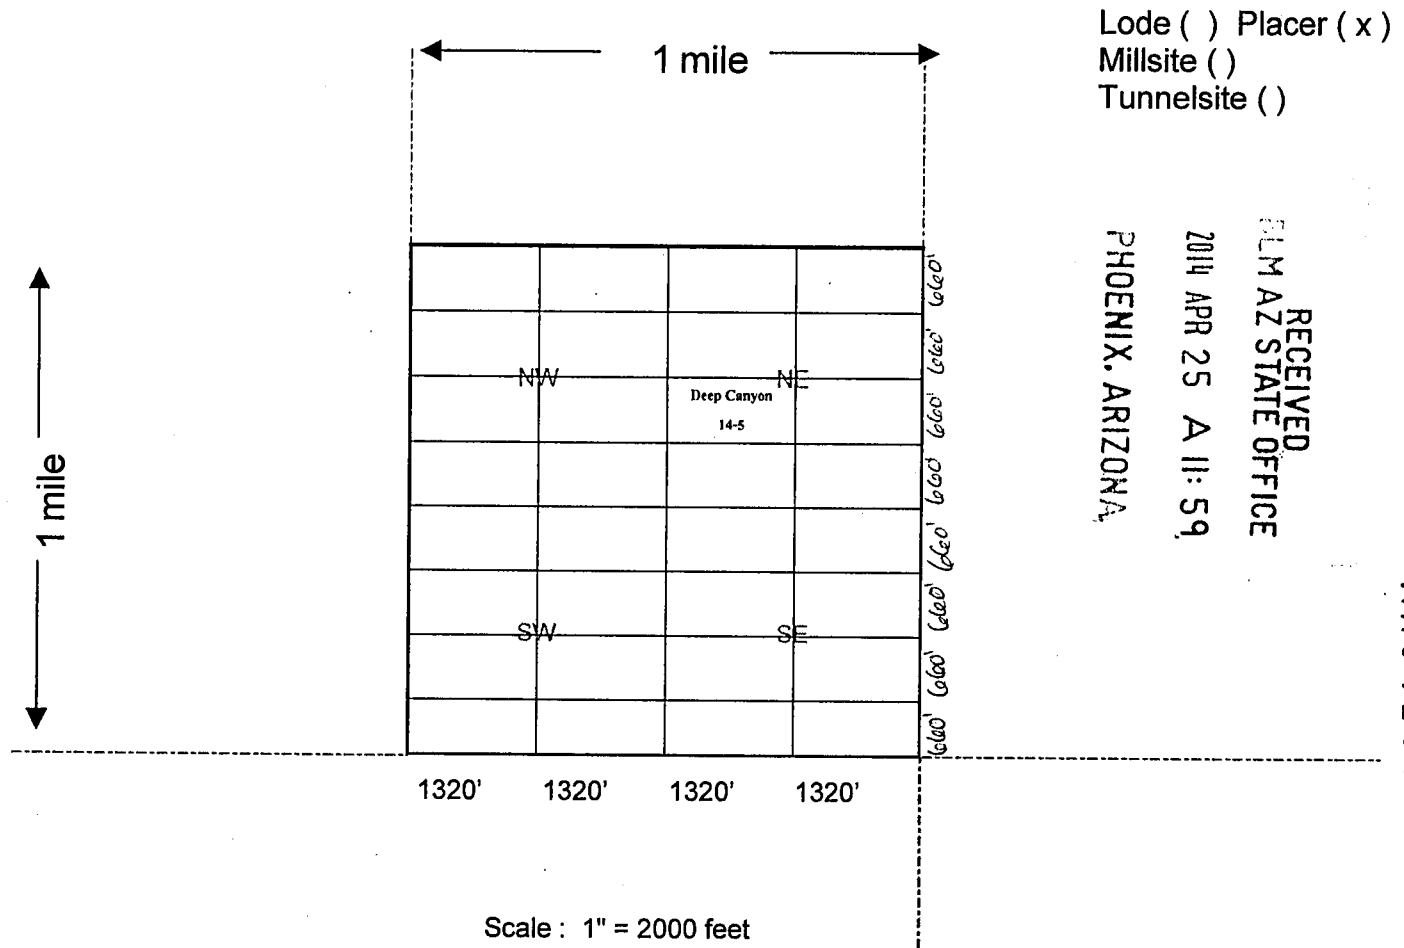 Lode ( ) Placer ( x )
Millsite ( )
Tunnelsite ( )
1 mile
RECEIVED
BLM AZ STATE OFFICE
2014 APR 25 A 11: 59
PHOENIX, ARIZONA
1 mile
NW
NE
Deep Canyon
14-5
SW
SE
660'
660'
660'
660'
660'
660'
660'
660'
1320' 1320' 1320' 1320'
Scale : 1" = 2000 feet